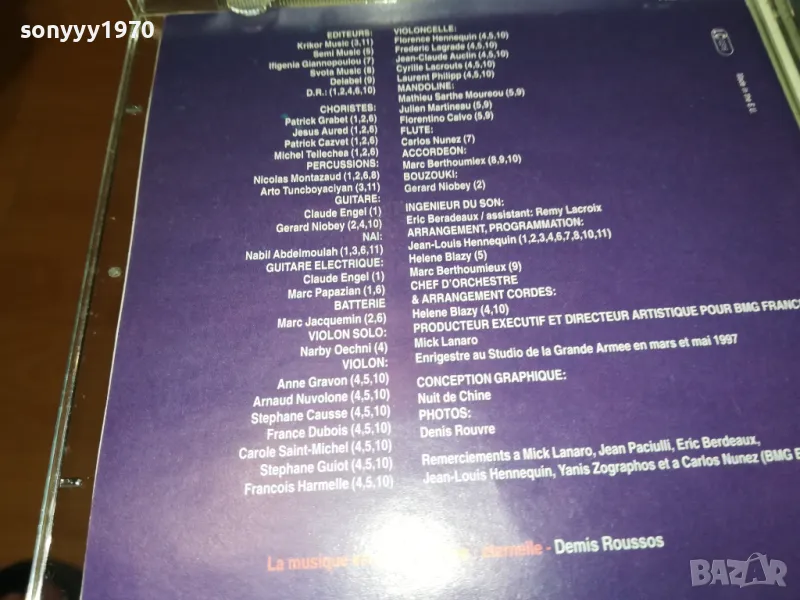 sonyyy1970
EDITEURS:
Krikor Music (3,11)
Semi Music (5)
Ifigenia Giannopoulou (7)
Svota Music (8)
Delabel (9)
D.R.: (1,2,4,6,10)
CHORISTES:
Patrick Grabet (1,2,6)
Jesus Aured (1,2,6)
Patrick Cazvet (1,2,6)
Michel Tellechea (1,2,6)
PERCUSSIONS:
Nicolas Montazaud (1,2,6,8)
Arto Tuncboyaciyan (3,11)
GUITARE:
Claude Engel (1)
Gerard Niobey (2,4,10)
NAI:
Nabil Abdelmoulah (1,3,6,11)
GUITARE ELECTRIQUE:
Claude Engel (1)
Marc Papazian (1,6)
BATTERIE
Marc Jacquemin (2,6)
VIOLON SOLO:
Narby Oechni (4)
VIOLON:
Anne Gravon (4,5,10)
Arnaud Nuvolone (4,5,10)
Stephane Causse (4,5,10)
France Dubois (4,5,10)
Carole Saint-Michel (4,5,10)
Stephane Guiot (4,5,10)
Francois Harmelle (4,5,10)
VIOLONCELLE:
Florence Hennequin (4,5,10)
Frederic Lagrade (4,5,10)
Jean-Claude Auclin (4,5,10)
Cyrille Lacrouts (4,5,10)
Laurent Philipp (4,5,10)
MANDOLINE:
Mathieu Sarthe Moureou (5,9)
Julien Martineau (5,9)
Florentino Calvo (5,9)
FLUTE:
Carlos Nunez (7)
ACCORDEON:
Marc Berthoumiex (8,9,10)
BOUZOUKI:
Gerard Niobey (2)
INGENIEUR DU SON:
Eric Beradeaux / assistant: Remy Lacroix
ARRANGEMENT, PROGRAMMATION:
Jean-Louis Hennequin (1,2,3,4,6,7,8,10,11)
Helene Blazy (5)
Marc Berthoumieux (9)
CHEF D'ORCHESTRE
& ARRANGEMENT CORDES:
Helene Blazy (4,10)
PRODUCTEUR EXECUTIF ET DIRECTEUR ARTISTIQUE POUR BMG FRANC
Mick Lanaro
Enrigestre au Studio de la Grande Armee en mars et mai 1997
CONCEPTION GRAPHIQUE:
Nuit de Chine
PHOTOS:
Denis Rouvre
Remerciements a Mick Lanaro, Jean Paciulli, Eric Berdeaux,
Jean-Louis Hennequin, Yanis Zographos et a Carlos Nunez (BMG E
La musique eternelle - Demis Roussos
Made in the E.U.
BAZAR